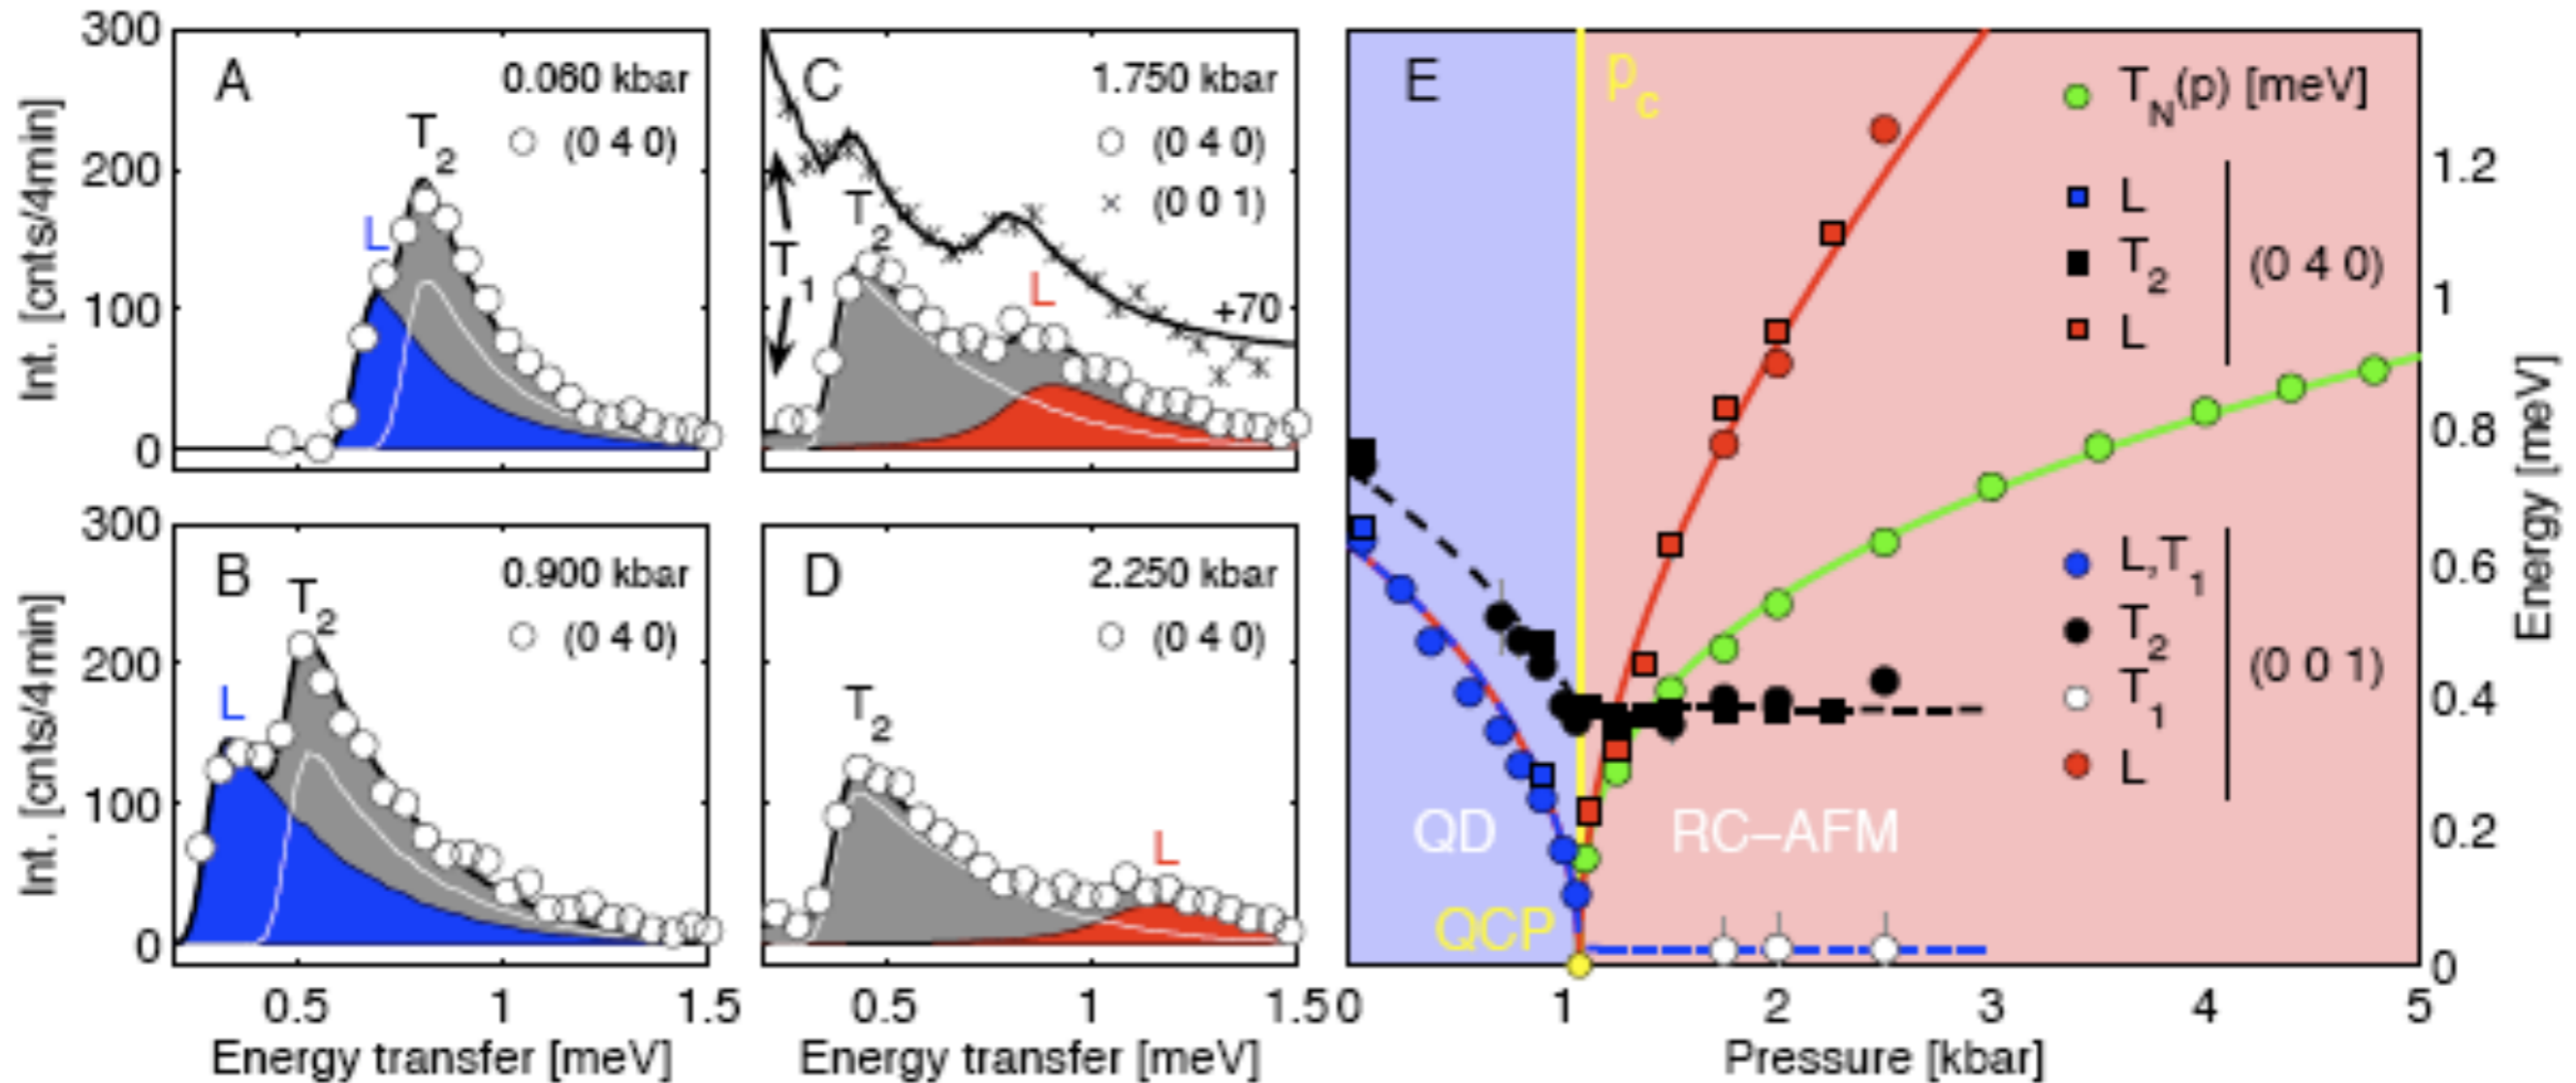 A
0.060 kbar
(0 4 0)
T2
L
300
200
100
0
Int. [cnts/4min]
C
1.750 kbar
(0 4 0)
(0 0 1)
T1
T2
L
+70
B
0.900 kbar
(0 4 0)
T2
L
300
200
100
0
Int. [cnts/4min]
0.5
1
1.5
Energy transfer [meV]
D
2.250 kbar
(0 4 0)
T2
L
0.5
1
1.5
Energy transfer [meV]
E
pc
TN(p) [meV]
L
T2
L
(0 4 0)
L,T1
T2
T1
L
(0 0 1)
QD
RC–AFM
QCP
1.2
1
0.8
0.6
0.4
0.2
0
Energy [meV]
0
1
2
3
4
5
Pressure [kbar]